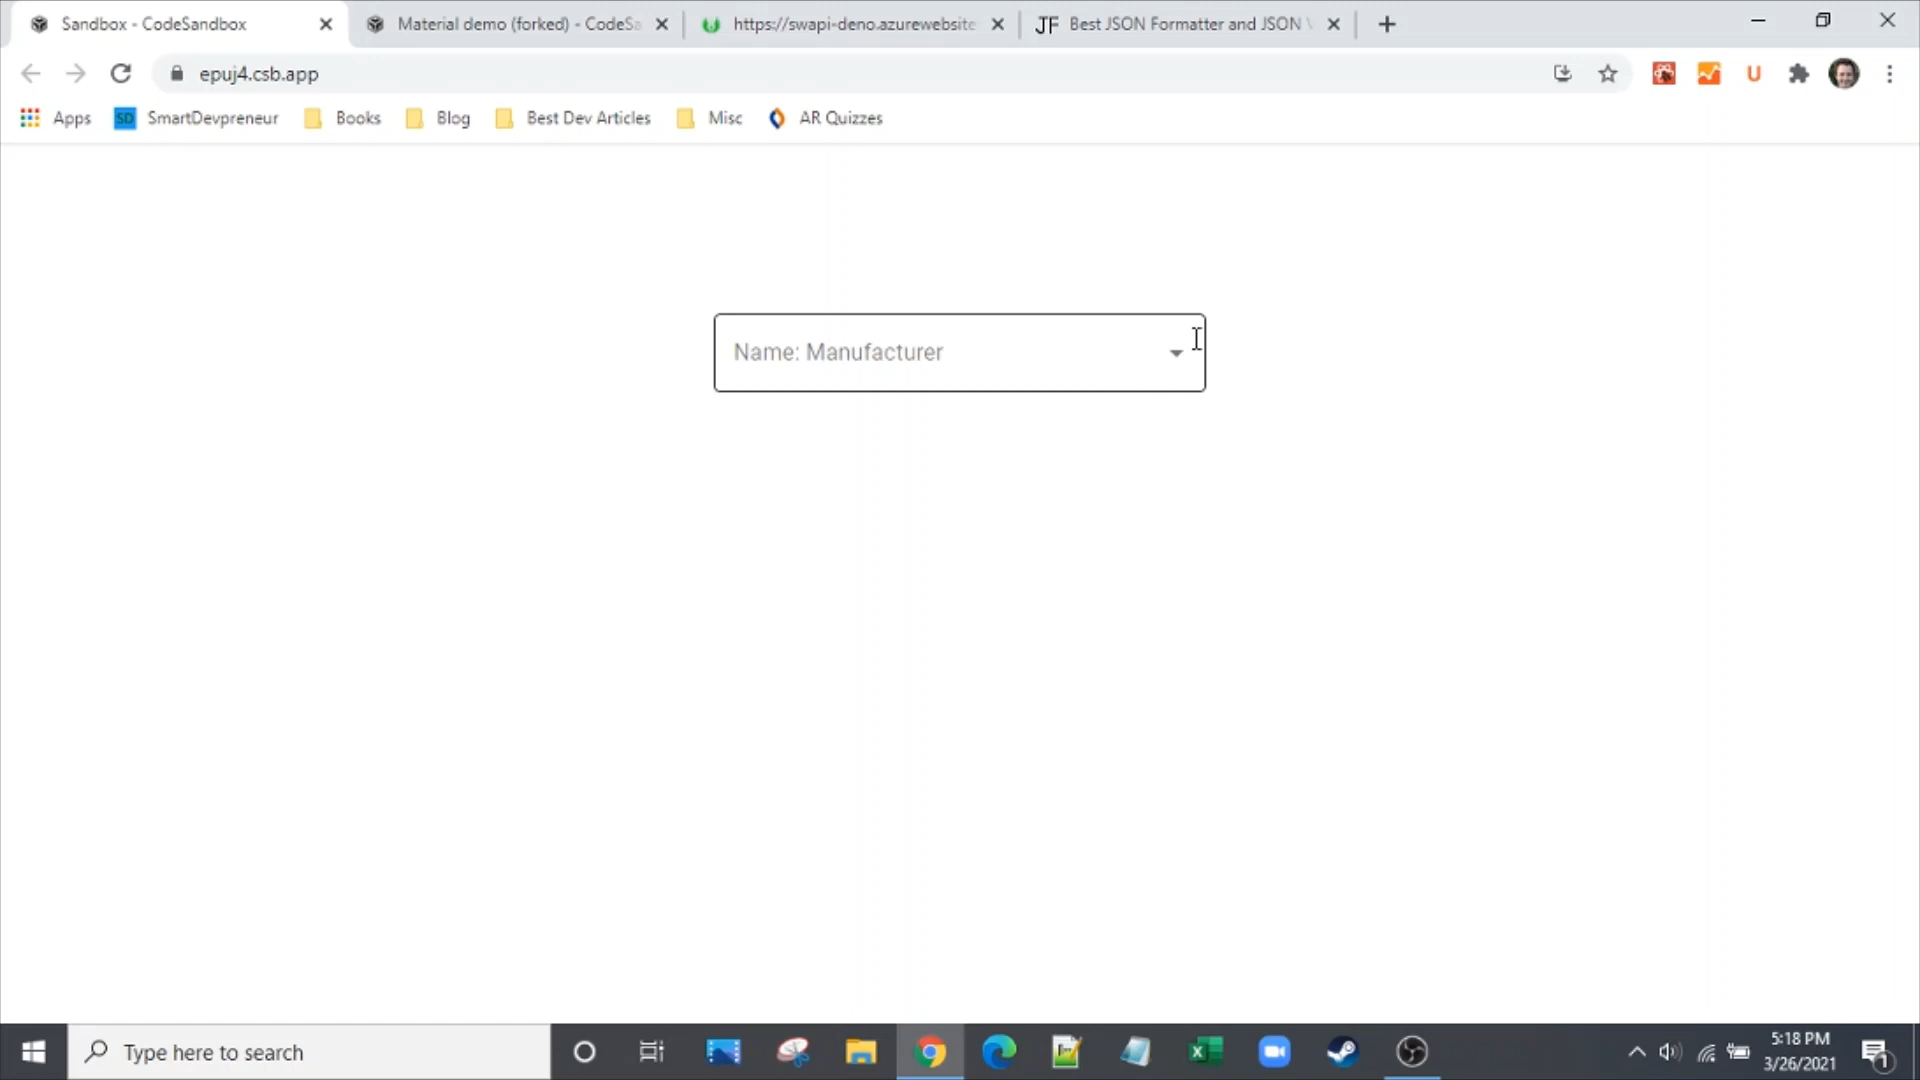 Sandbox - CodeSandbox
Material demo (forked) - CodeSa
https://swapi-deno.azurewebsite
JF Best JSON Formatter and JSON V
epuj4.csb.app
U
Apps
SD SmartDevpreneur
Books
Blog
Best Dev Articles
Misc
AR Quizzes
Name: Manufacturer
Type here to search
5:18 PM
3/26/2021
1